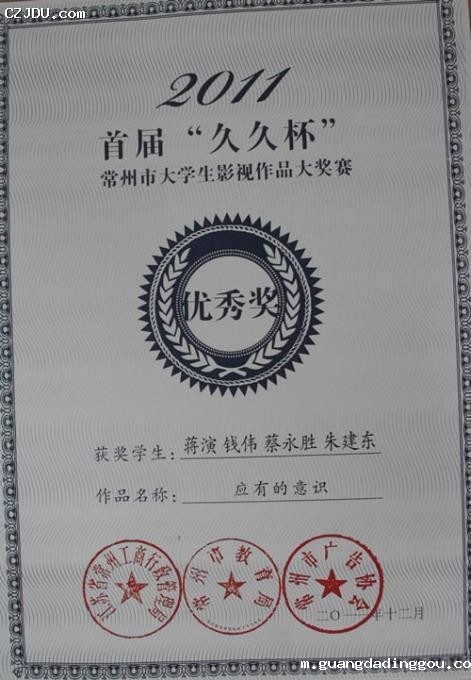 CZJDU.COM
2011
首届“久久杯”
常州市大学生影视作品大奖赛
优秀奖
获奖学生：蒋演 钱伟 蔡永胜 朱建东
作品名称：应有的意识
江苏省常州工商行政管理局
常州市教育局
常州市广告协会
二〇一一年十二月
m.guangdadinggou.co